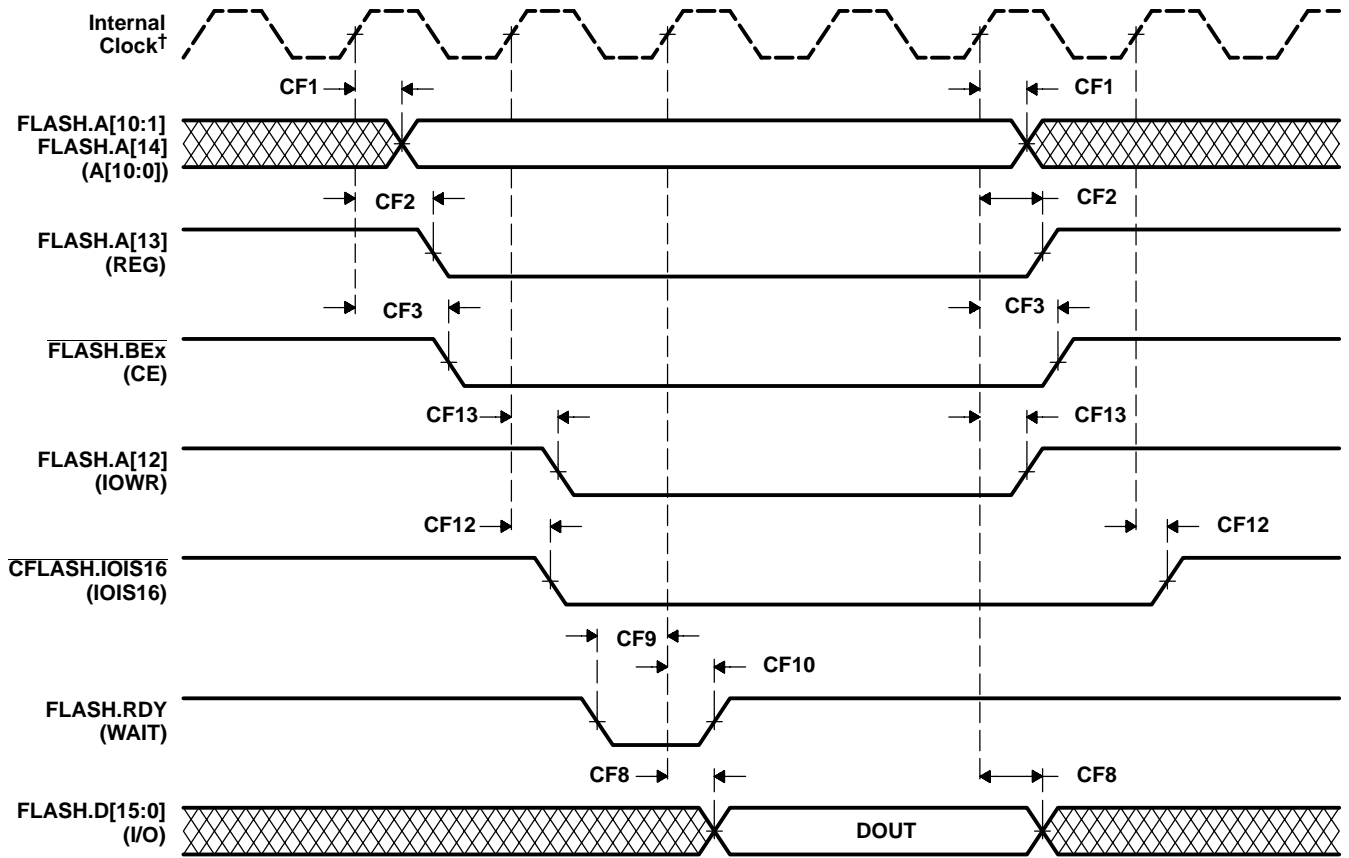 Internal
Clock†
CF1
CF1
FLASH.A[10:1]
FLASH.A[14]
(A[10:0])
CF2
CF2
FLASH.A[13]
(REG)
CF3
CF3
FLASH.BEx
(CE)
CF13
CF13
FLASH.A[12]
(IOWR)
CF12
CF12
CFLASH.IOIS16
(IOIS16)
CF9
CF10
FLASH.RDY
(WAIT)
CF8
CF8
FLASH.D[15:0]
(I/O)
DOUT